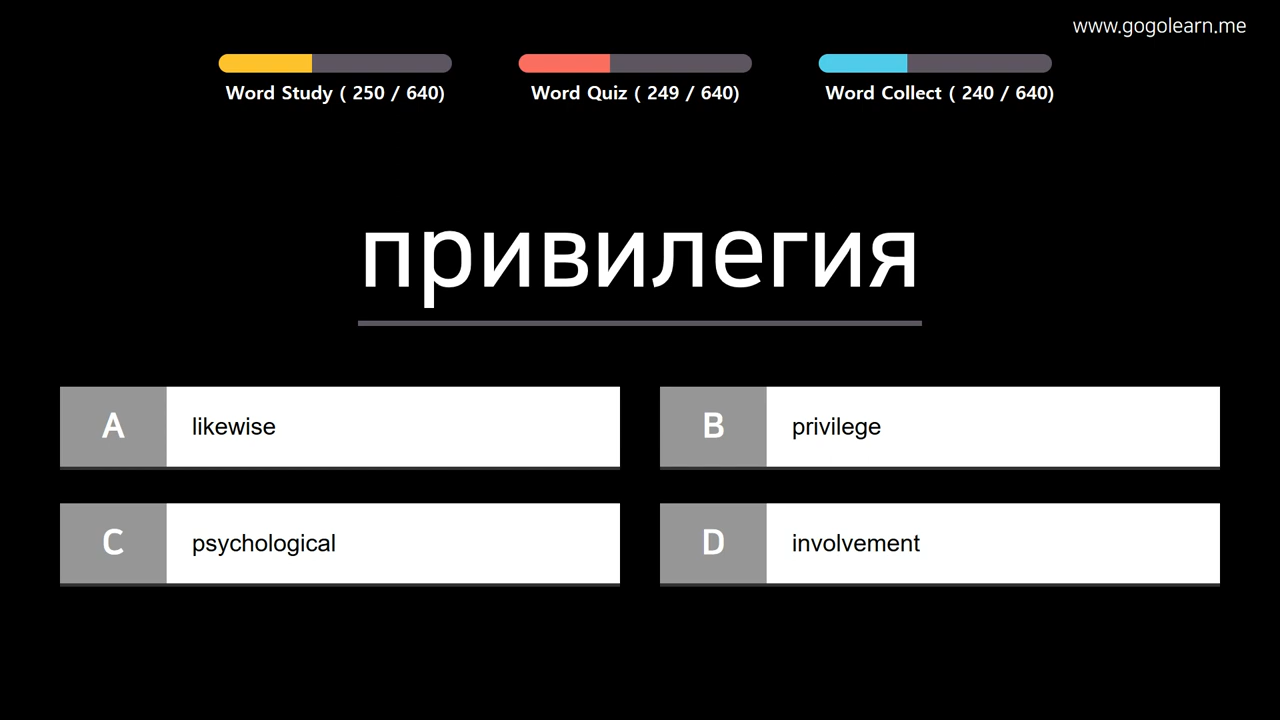 www.gogolearn.me
Word Study ( 250 / 640)
Word Quiz ( 249 / 640)
Word Collect ( 240 / 640)
привилегия
A likewise
B privilege
C psychological
D involvement